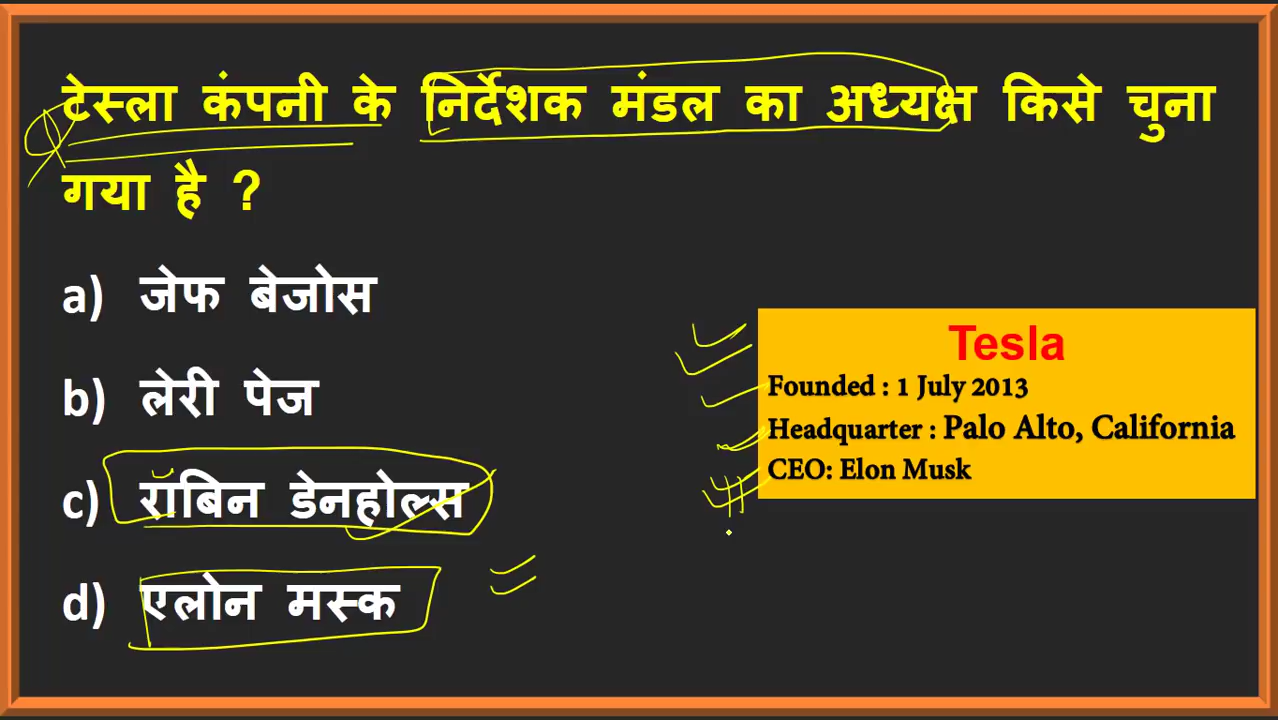 टेस्ला कंपनी के निर्देशक मंडल का अध्यक्ष किसे चुना
गया है ?
a) जेफ बेजोस
b) लेरी पेज
c) राबिन डेनहोल्स
d) एलोन मस्क
Tesla
Founded : 1 July 2013
Headquarter : Palo Alto, California
CEO: Elon Musk